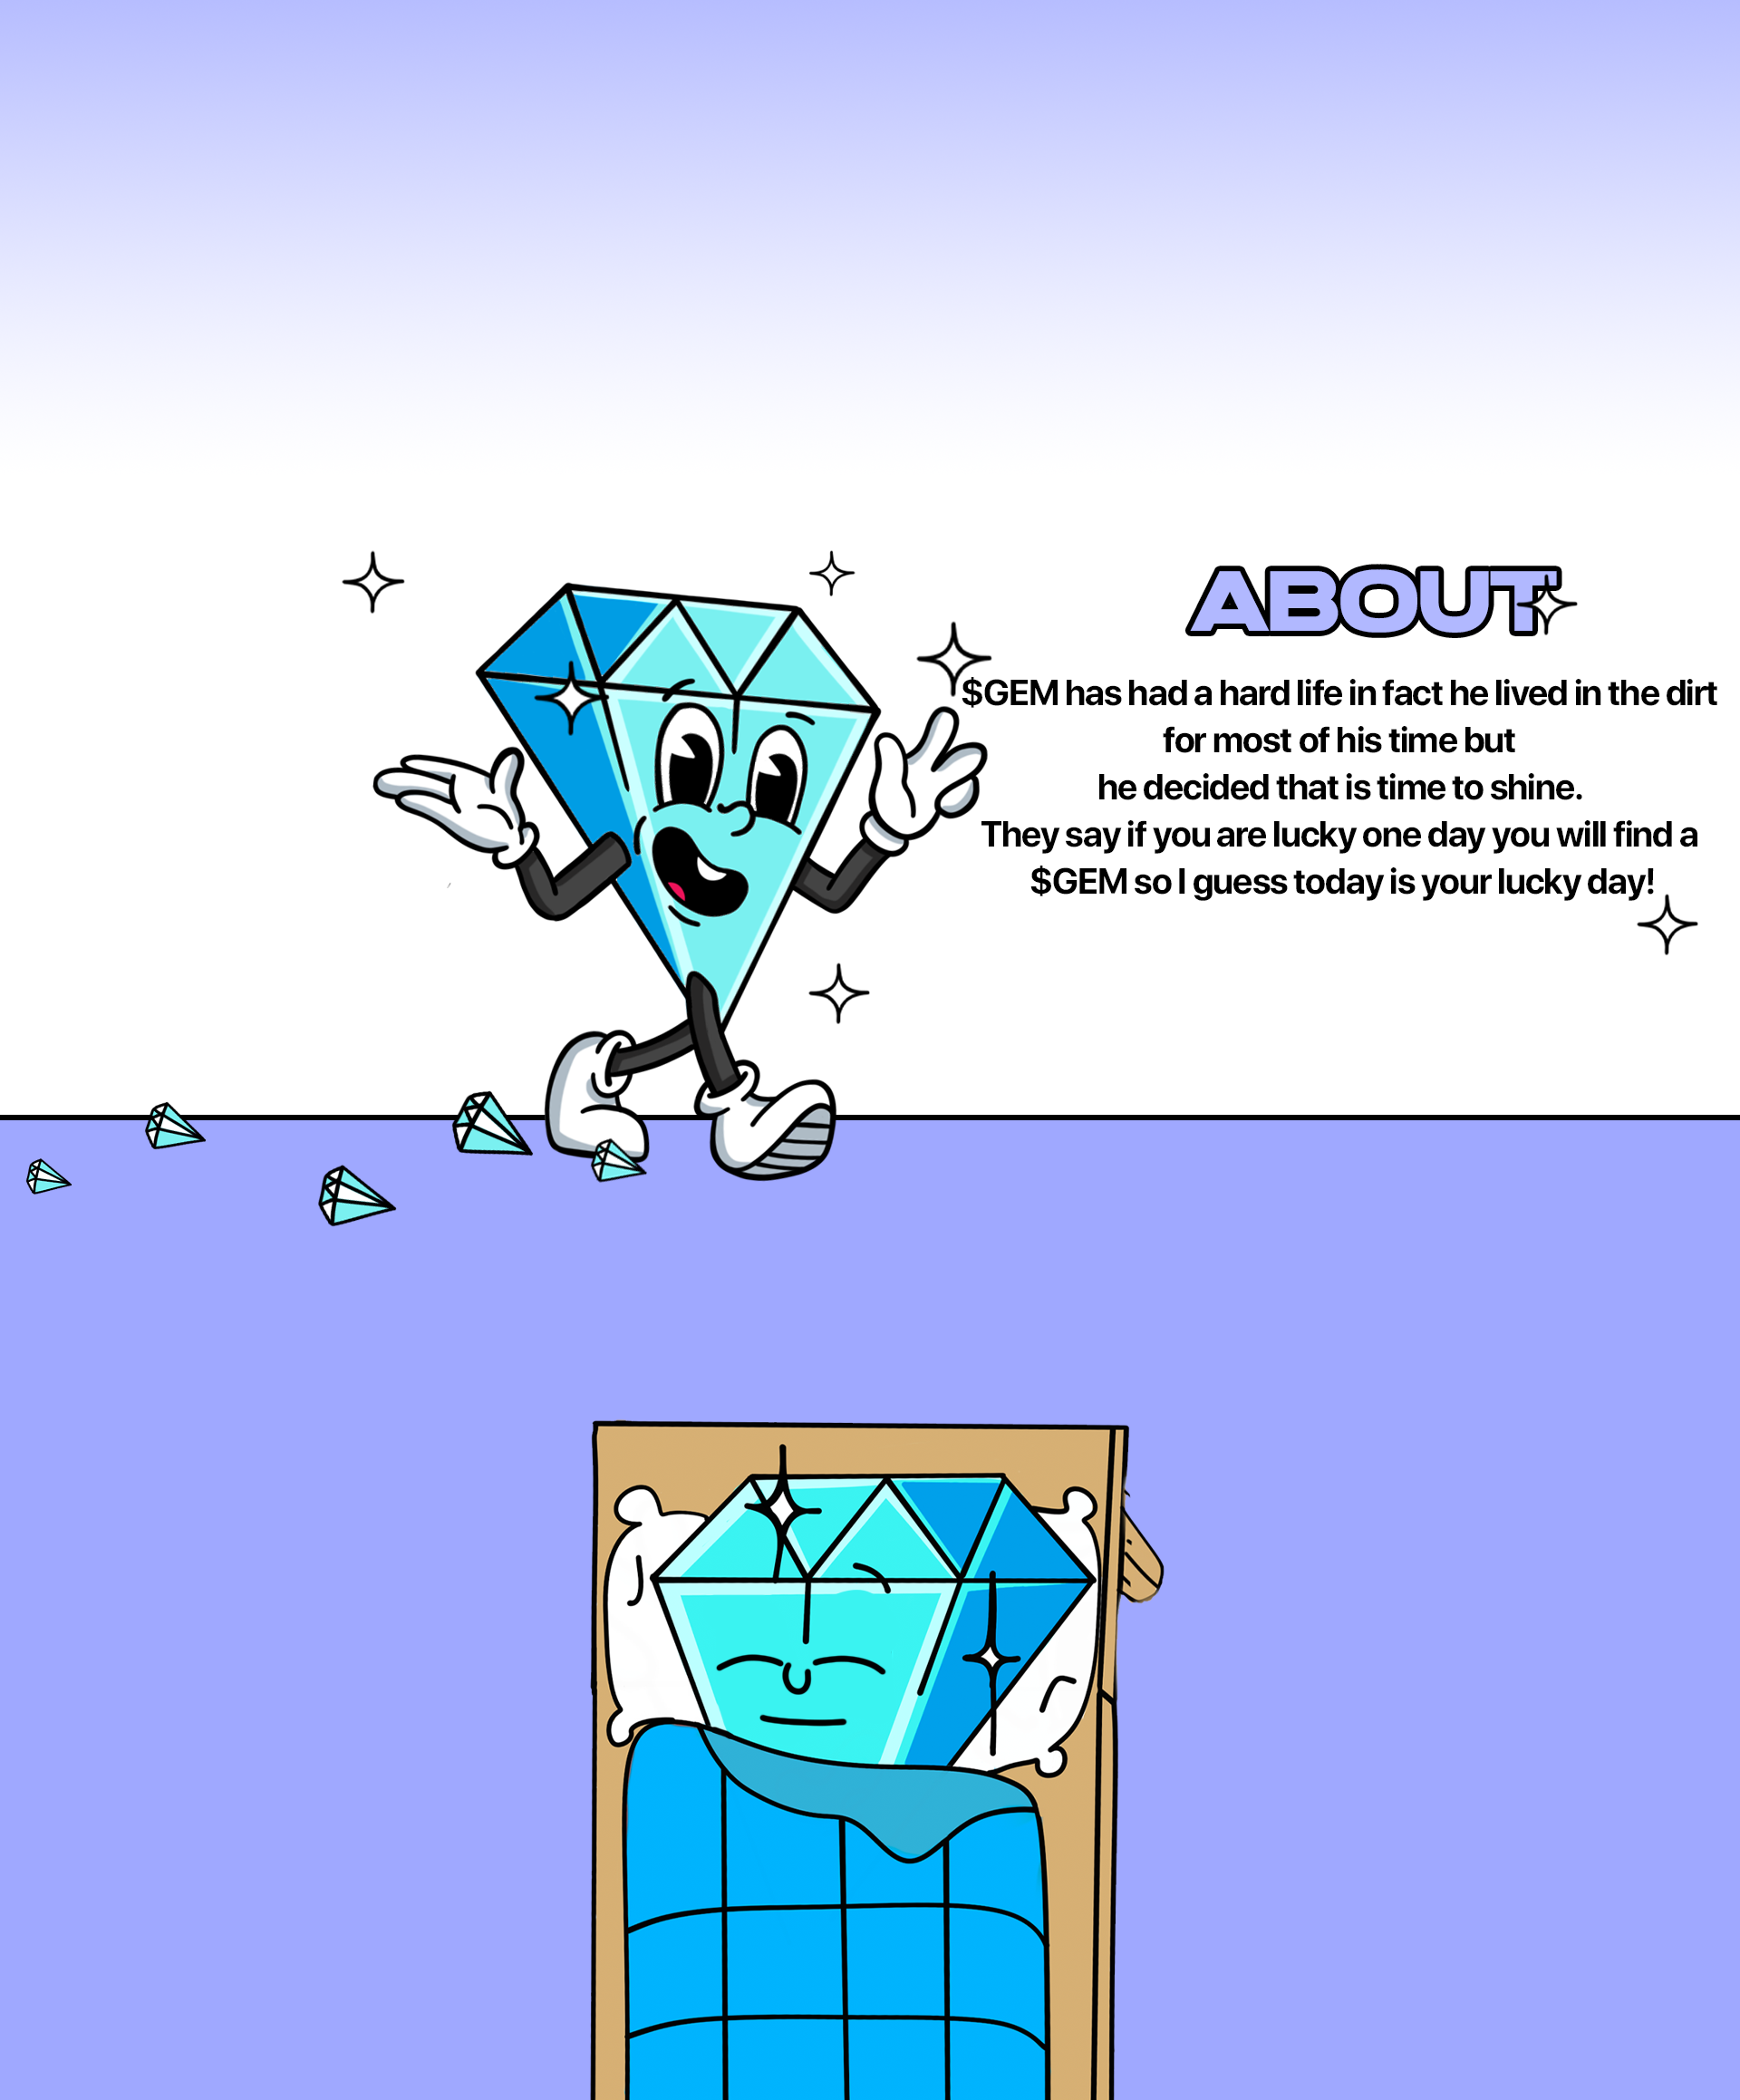 ABOUT
$GEM has had a hard life in fact he lived in the dirt
for most of his time but
he decided that is time to shine.
They say if you are lucky one day you will find a
$GEM so I guess today is your lucky day!